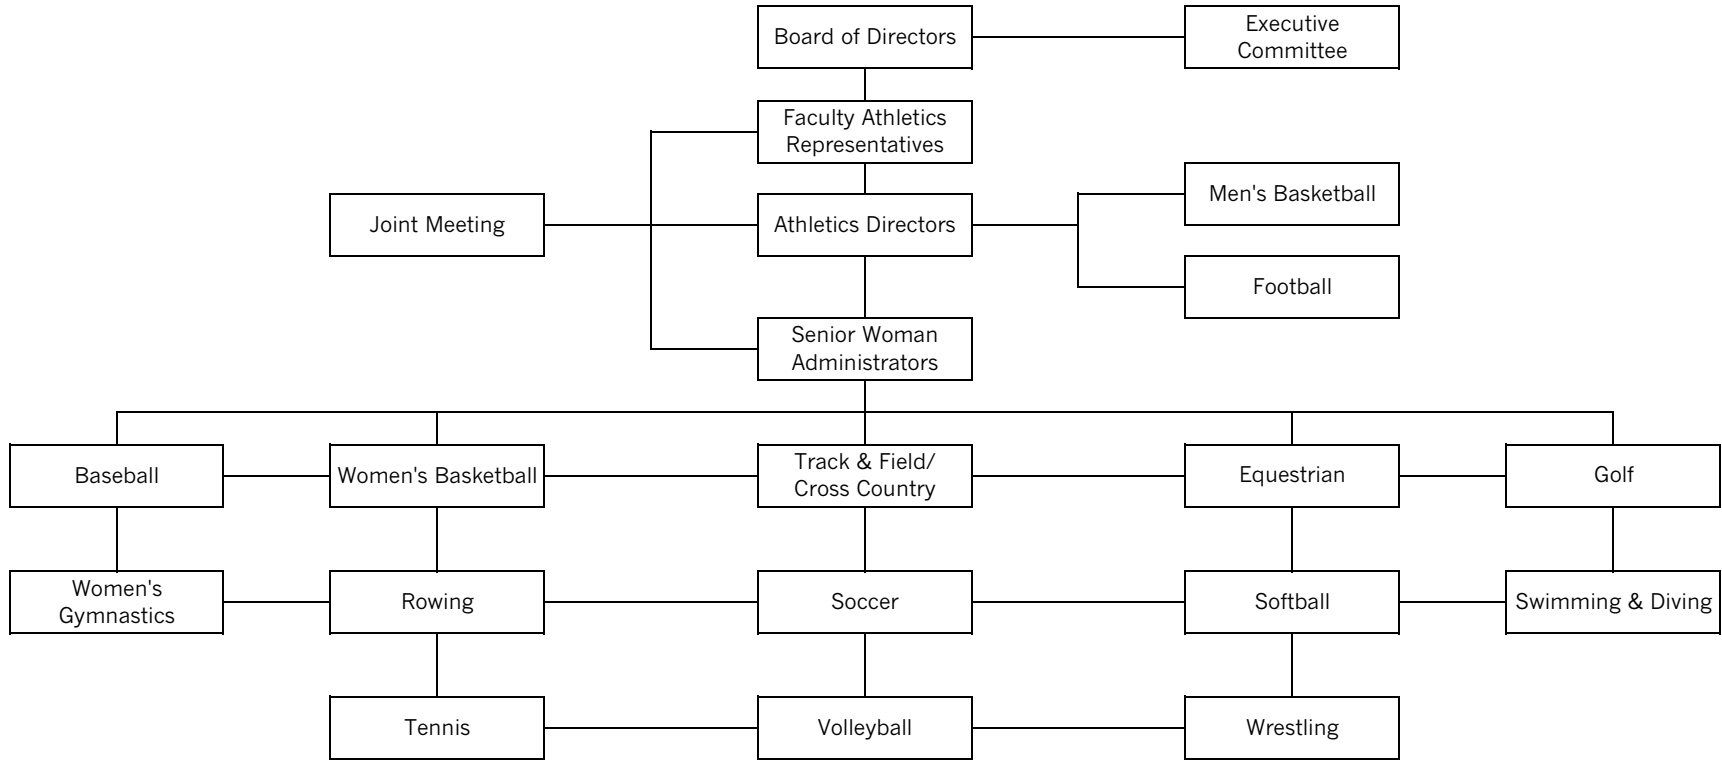 Board of Directors
Executive
Committee
Faculty Athletics
Representatives
Men's Basketball
Joint Meeting
Athletics Directors
Football
Senior Woman
Administrators
Baseball
Women's Basketball
Track & Field/
Cross Country
Equestrian
Golf
Women's
Gymnastics
Rowing
Soccer
Softball
Swimming & Diving
Tennis
Volleyball
Wrestling